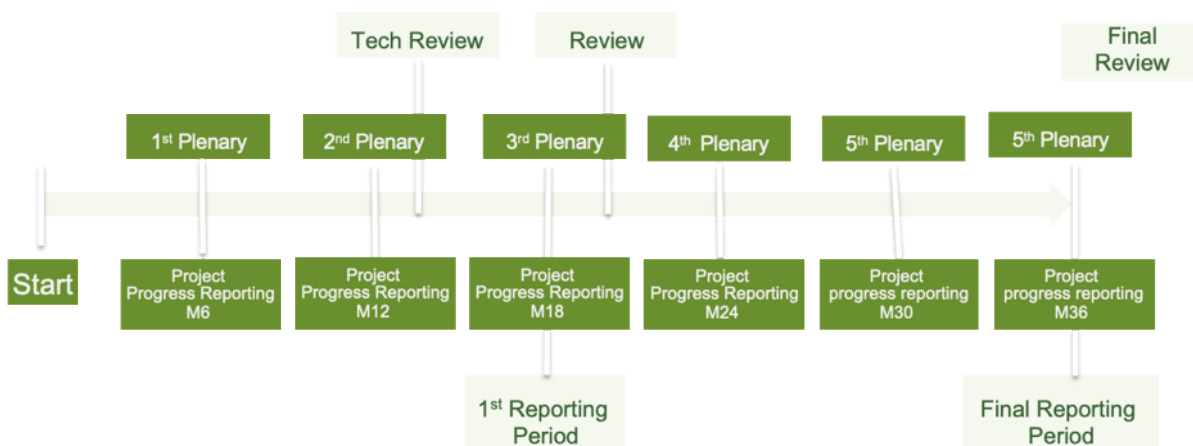 Tech Review
Review
Final
Review
1st Plenary
2nd Plenary
3rd Plenary
4th Plenary
5th Plenary
5th Plenary
Start
Project
Progress Reporting
M6
Project
Progress Reporting
M12
Project
Progress Reporting
M18
Project
Progress Reporting
M24
Project
progress reporting
M30
Project
progress reporting
M36
1st Reporting
Period
Final Reporting
Period